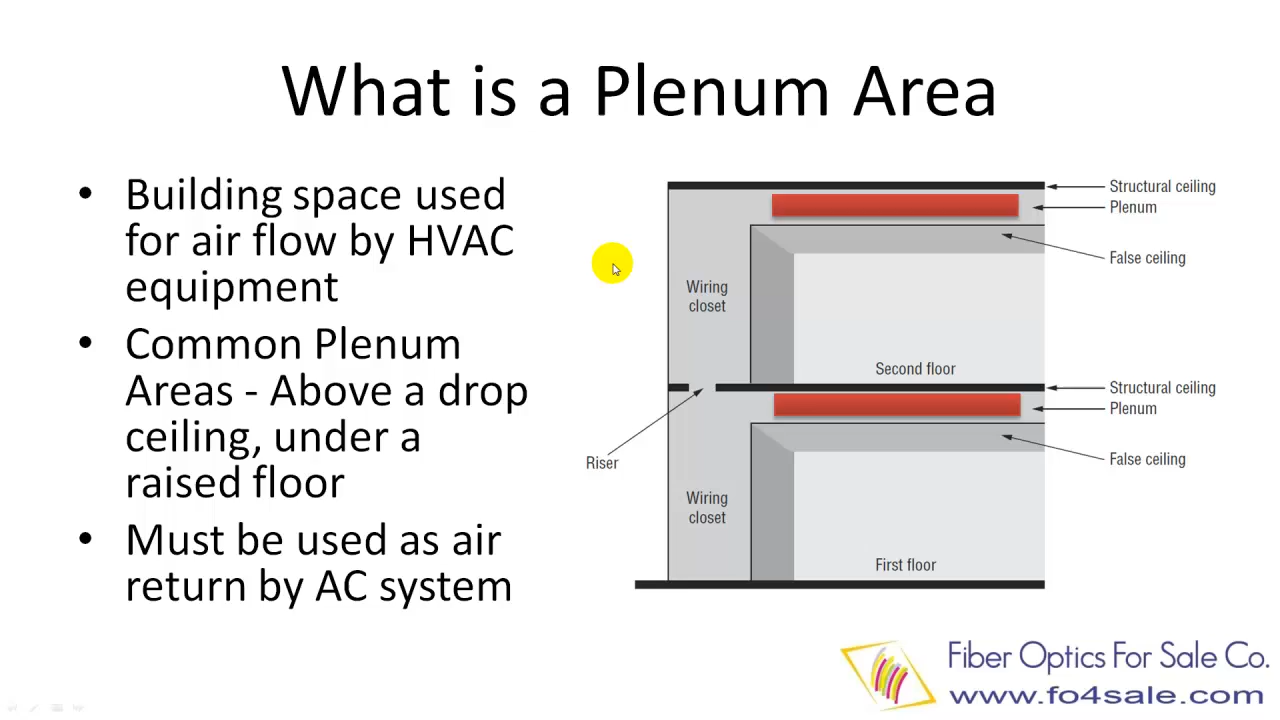 What is a Plenum Area
• Building space used
for air flow by HVAC
equipment
• Common Plenum
Areas - Above a drop
ceiling, under a
raised floor
• Must be used as air
return by AC system
Structural ceiling
Plenum
False ceiling
Wiring
closet
Second floor
Structural ceiling
Plenum
False ceiling
Riser
Wiring
closet
First floor
Fiber Optics For Sale Co.
www.fo4sale.com